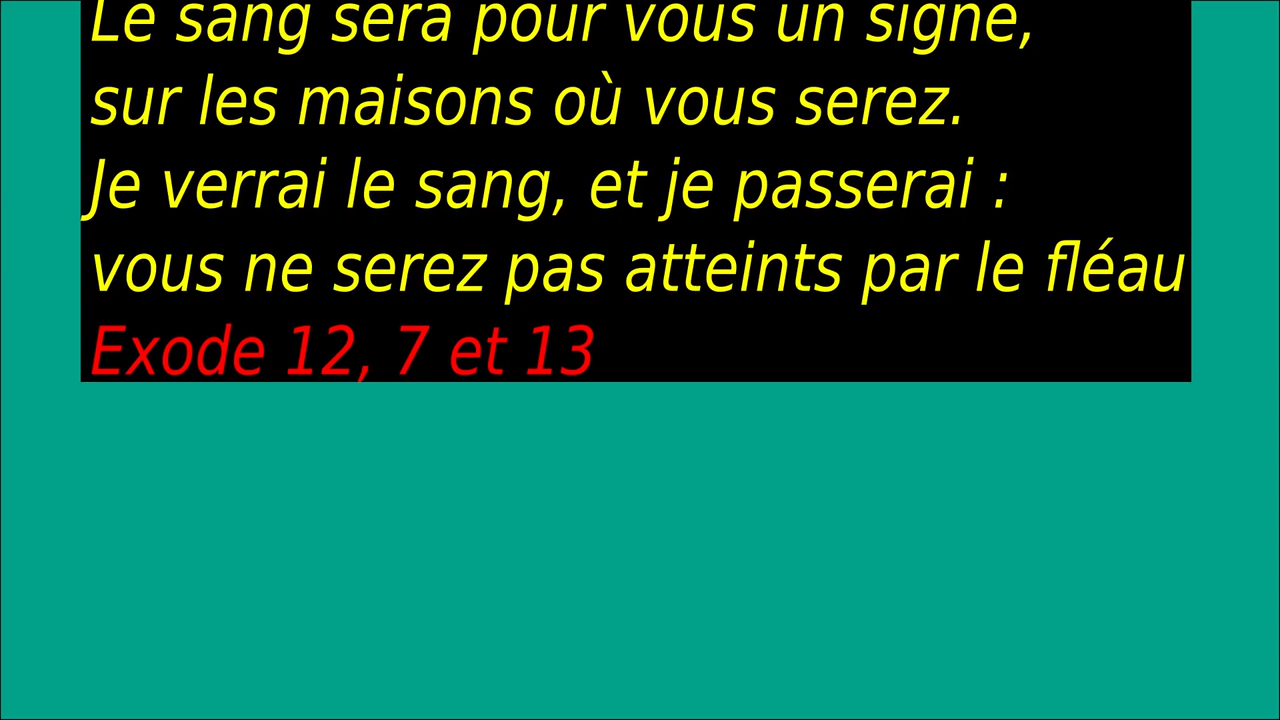 Le sang sera pour vous un signe,
sur les maisons où vous serez.
Je verrai le sang, et je passerai :
vous ne serez pas atteints par le fléau
Exode 12, 7 et 13